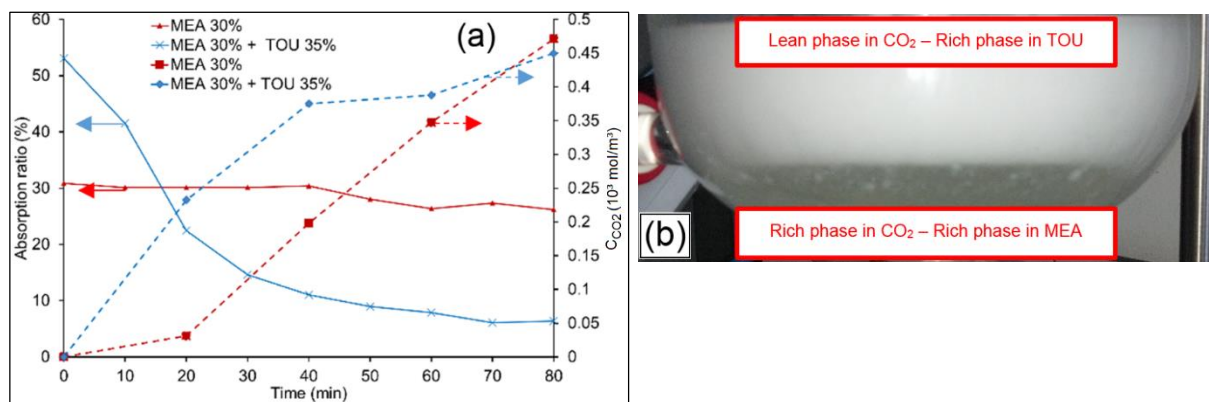 (a)
MEA 30%
MEA 30% + TOU 35%
MEA 30%
MEA 30% + TOU 35%
Absorption ratio (%)
60
50
40
30
20
10
0
0 10 20 30 40 50 60 70 80
Time (min)
0.5
0.45
0.4
0.35
0.3
0.25
0.2
0.15
0.1
0.05
0
C_CO2 (10³ mol/m³)
Lean phase in CO₂ – Rich phase in TOU
(b)
Rich phase in CO₂ – Rich phase in MEA